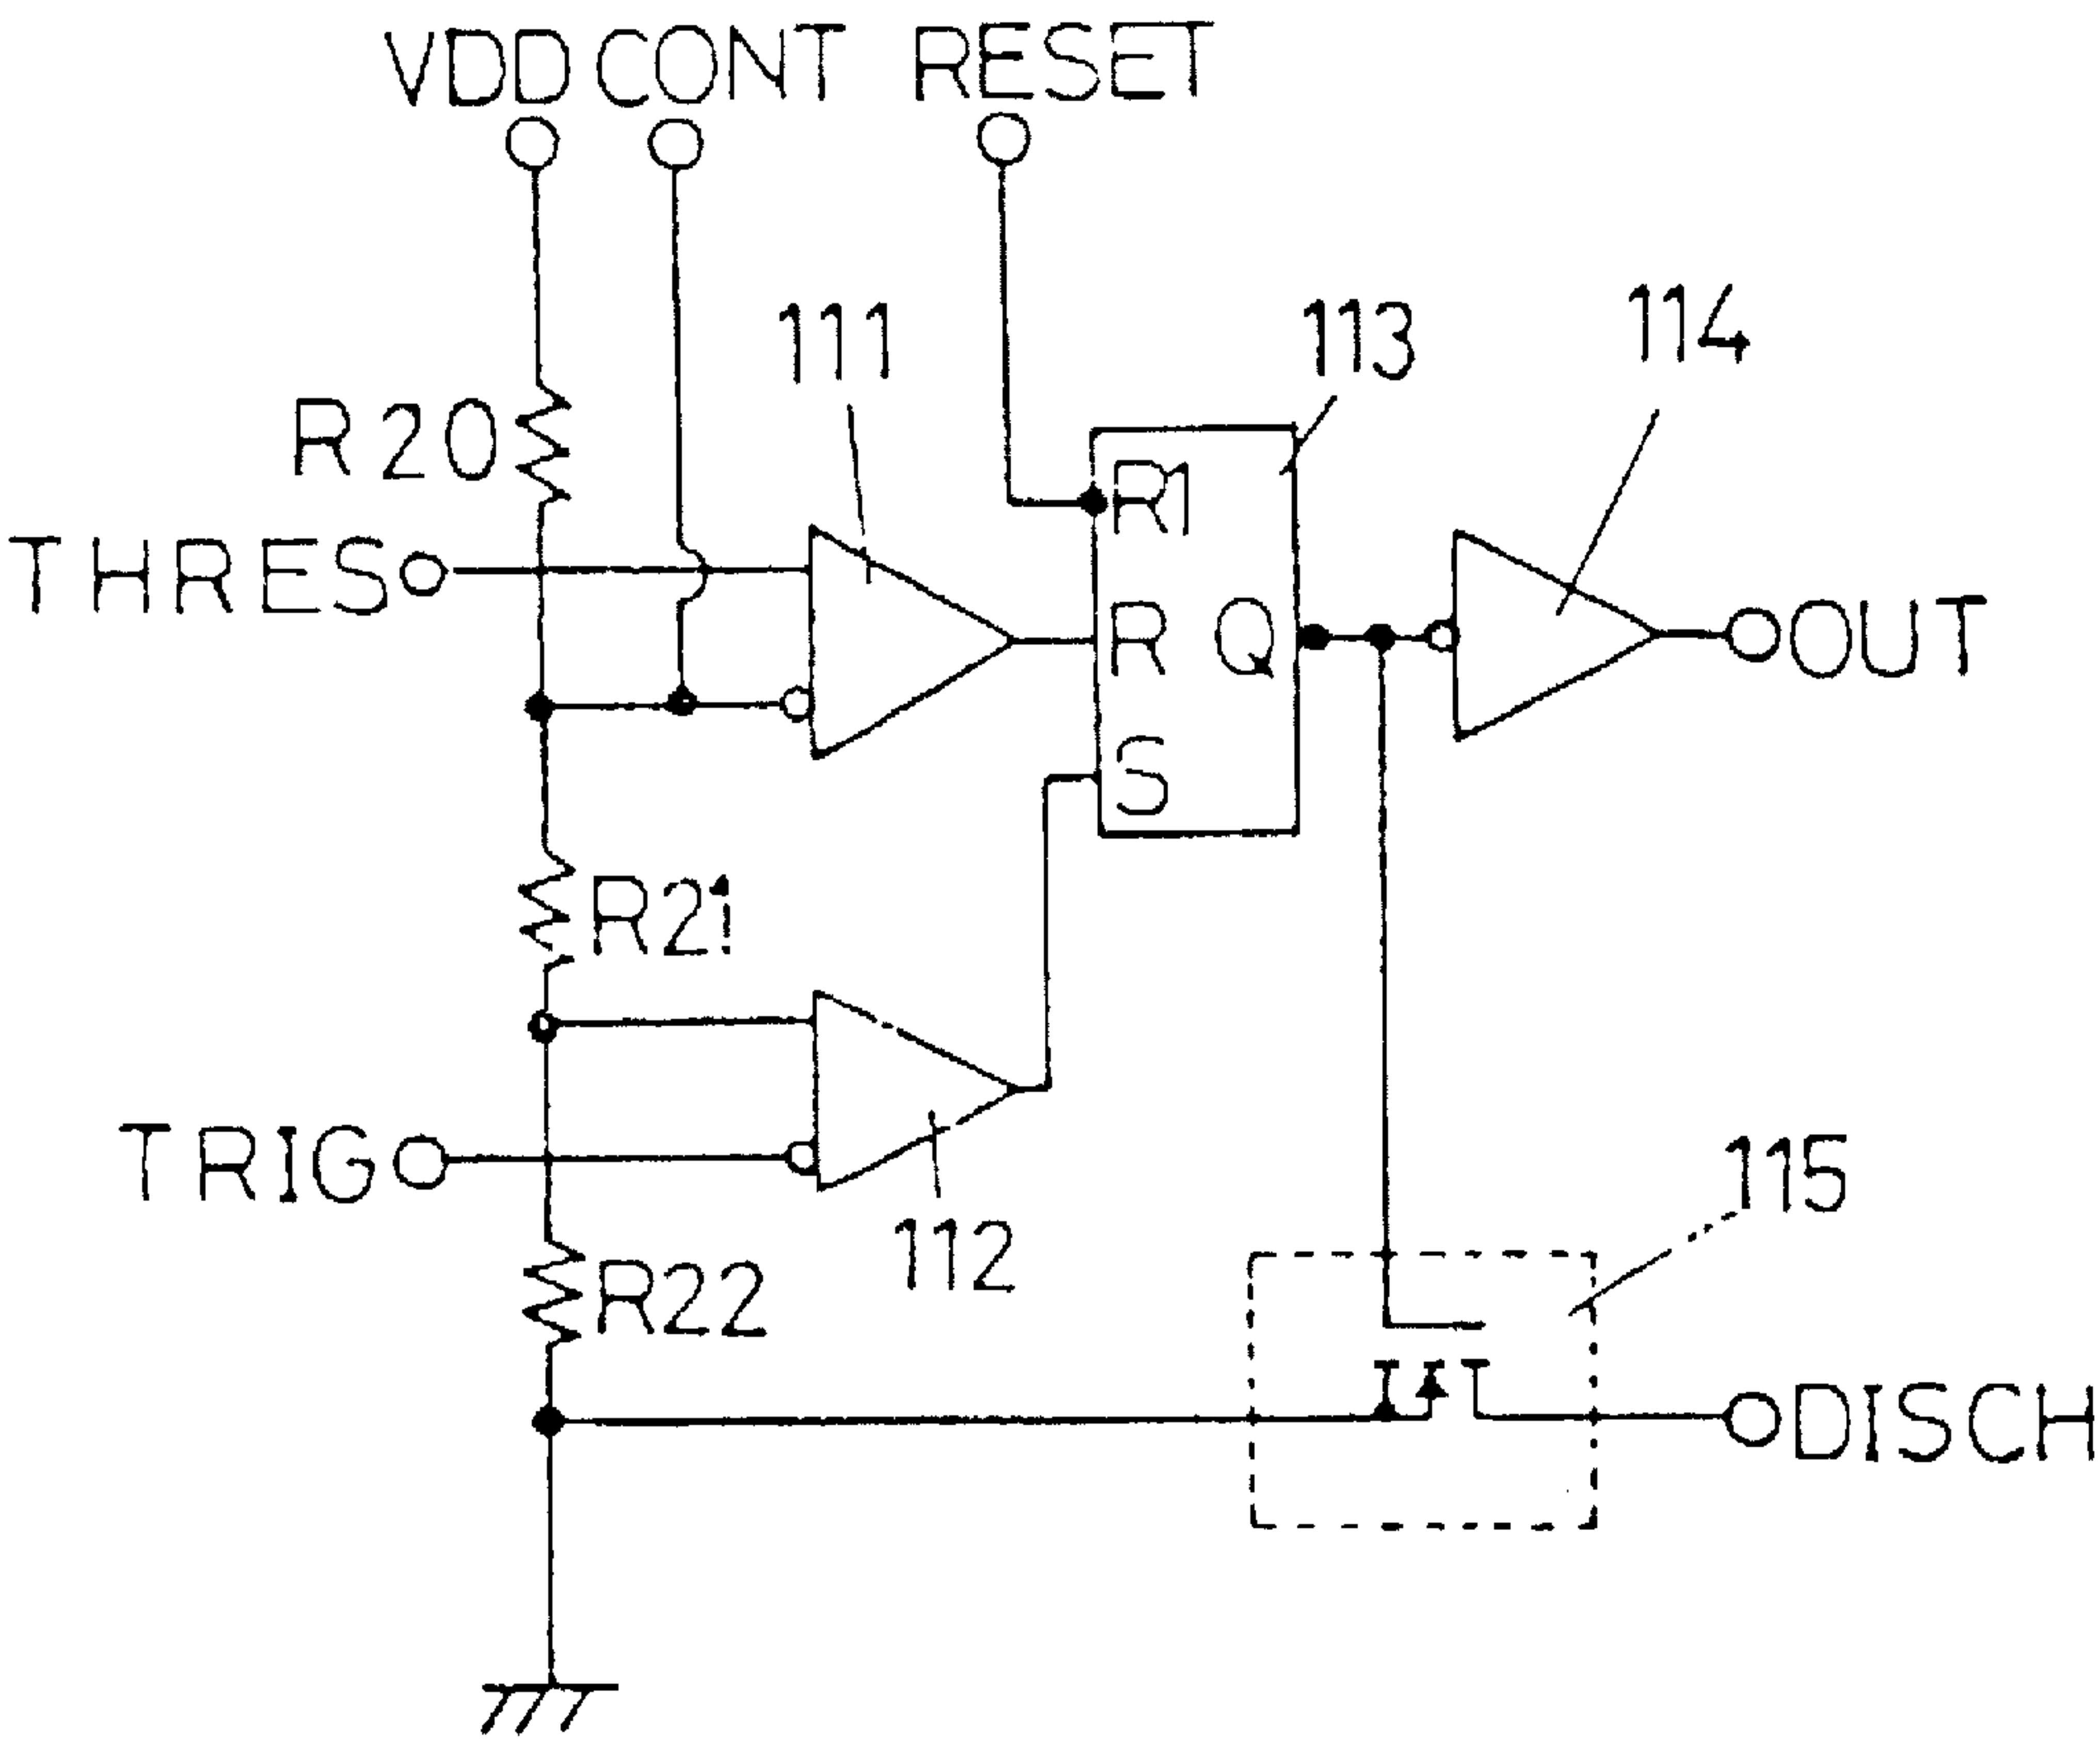 VDD CONT RESET
111
113
114
R20
THRES
R1
R
Q
S
OUT
R21
TRIG
112
115
R22
DISCH